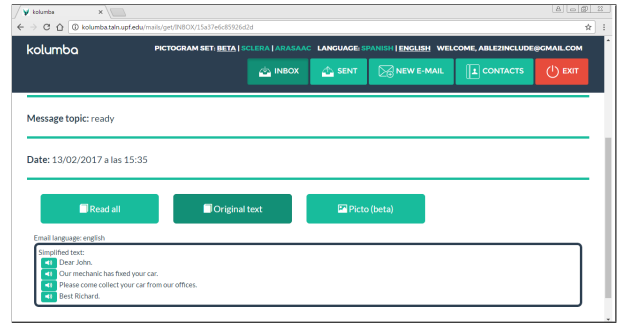 kolumba
kolumba.taln.upf.edu/mails/get/INBOX/15a37e6c85926d2d
kolumba
PICTOGRAM SET: BETA | SCLERA | ARASAAC LANGUAGE: SPANISH | ENGLISH WELCOME, ABLE2INCLUDE@GMAIL.COM
INBOX SENT NEW E-MAIL CONTACTS EXIT
Message topic: ready
Date: 13/02/2017 a las 15:35
Read all Original text Picto (beta)
Email language: english
Simplified text:
Dear John.
Our mechanic has fixed your car.
Please come collect your car from our offices.
Best Richard.